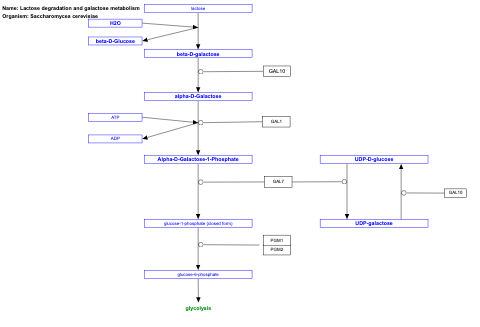 Name: Lactose degradation and galactose metabolism
lactose
Organism: Saccharomyces cerevisiae
H2O
beta-D-Glucose
beta-D-galactose
GAL10
alpha-D-Galactose
ATP
GAL1
ADP
Alpha-D-Galactose-1-Phosphate
UDP-D-glucose
GAL7
GAL10
glucose-1-phosphate (closed form)
UDP-galactose
PGM1
PGM2
glucose-6-phosphate
glycolysis